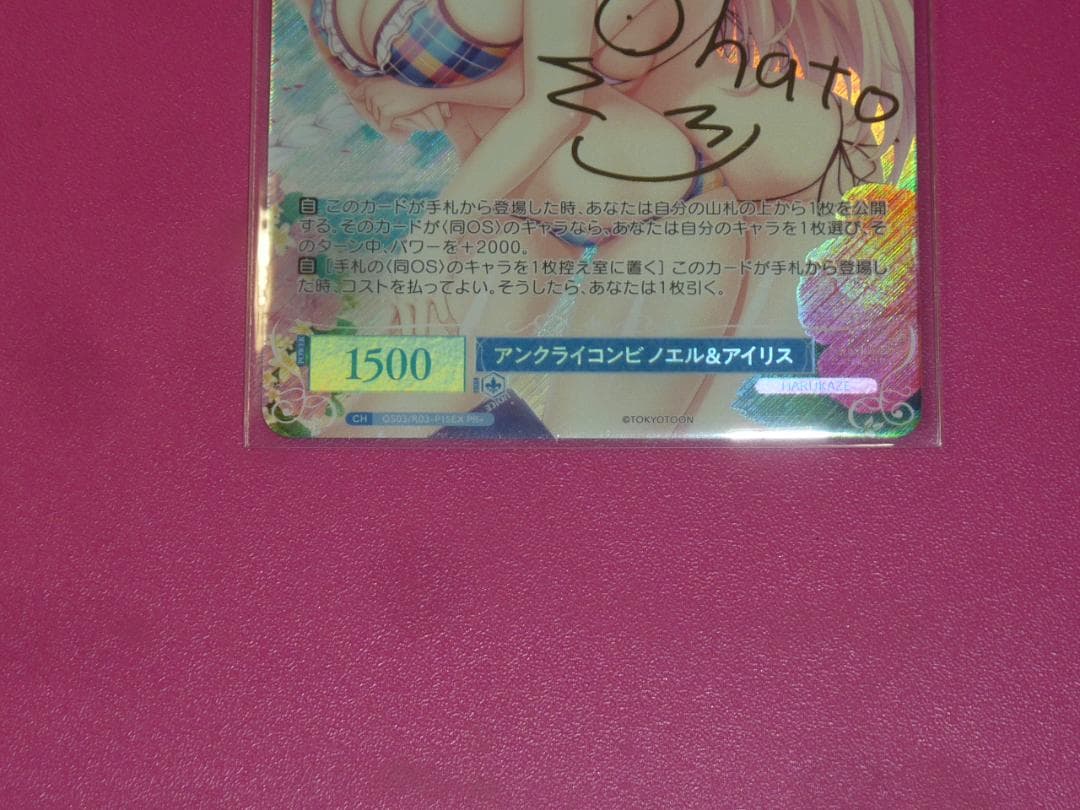 Ohato
自 このカードが手札から登場した時、あなたは自分の山札の上から1枚を公開
する。そのカードが〈同OS〉のキャラなら、あなたは自分のキャラを1枚選び、そ
のターン中、パワーを+2000。
自 [手札の〈同OS〉のキャラを1枚控え室に置く] このカードが手札から登場し
た時、コストを払ってよい。そうしたら、あなたは1枚引く。
1500
アンクライコンビ ノエル&アイリス
HARUKAZE
CH OS03/R03-P15EX PR+
©TOKYOTOON